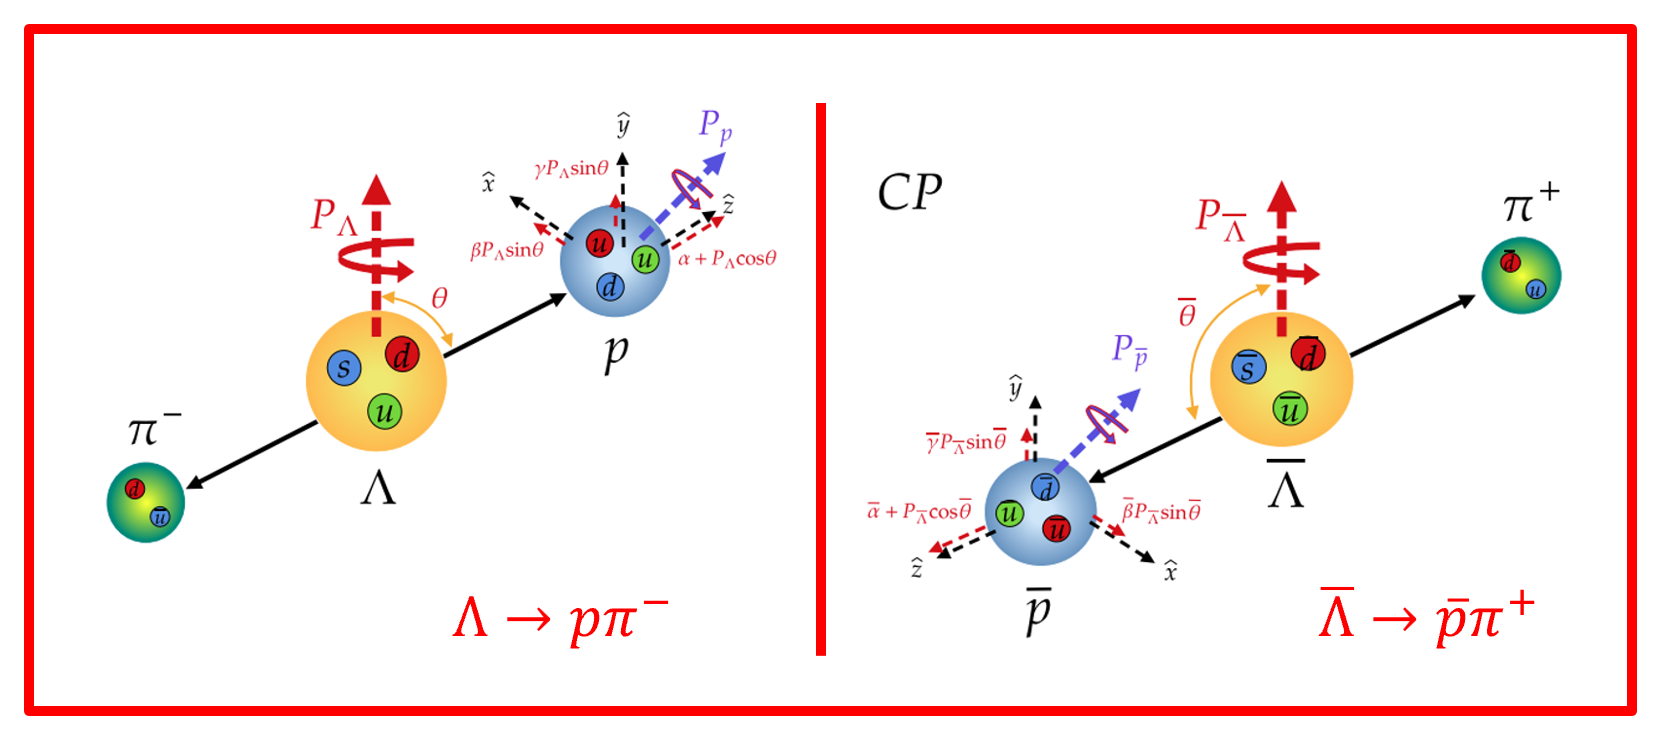 P_p
ŷ
γP_Λsinθ
x̂
ẑ
P_Λ
u
βP_Λsinθ
u
α + P_Λcosθ
d
θ
p
s
d
u
π⁻
Λ
d
u̅
Λ → pπ⁻
CP
π⁺
P_Λ̅
d̅
u
θ̅
P_p̅
s̅
d̅
u̅
ŷ
γ̅P_Λ̅sinθ̅
Λ̅
d̅
α̅ + P_Λ̅cosθ̅
u̅
u̅
β̅P_Λ̅sinθ̅
ẑ
x̂
p̅
Λ̅ → p̅π⁺